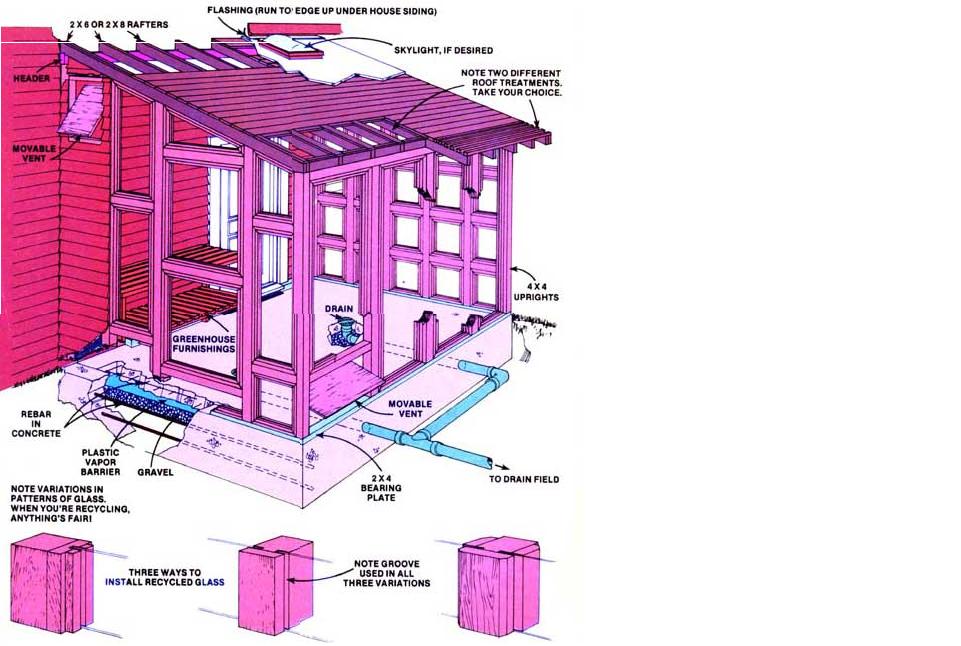 FLASHING (RUN TO' EDGE UP UNDER HOUSE SIDING)
2 X 6 OR 2 X 8 RAFTERS
SKYLIGHT, IF DESIRED
HEADER
NOTE TWO DIFFERENT
ROOF TREATMENTS.
TAKE YOUR CHOICE.
MOVABLE
VENT
4 X 4
UPRIGHTS
DRAIN
GREENHOUSE
FURNISHINGS
MOVABLE
VENT
REBAR
IN
CONCRETE
PLASTIC
VAPOR
BARRIER
GRAVEL
2 X 4
BEARING
PLATE
TO DRAIN FIELD
NOTE VARIATIONS IN
PATTERNS OF GLASS.
WHEN YOU'RE RECYCLING,
ANYTHING'S FAIR!
THREE WAYS TO
INSTALL RECYCLED GLASS
NOTE GROOVE
USED IN ALL
THREE VARIATIONS